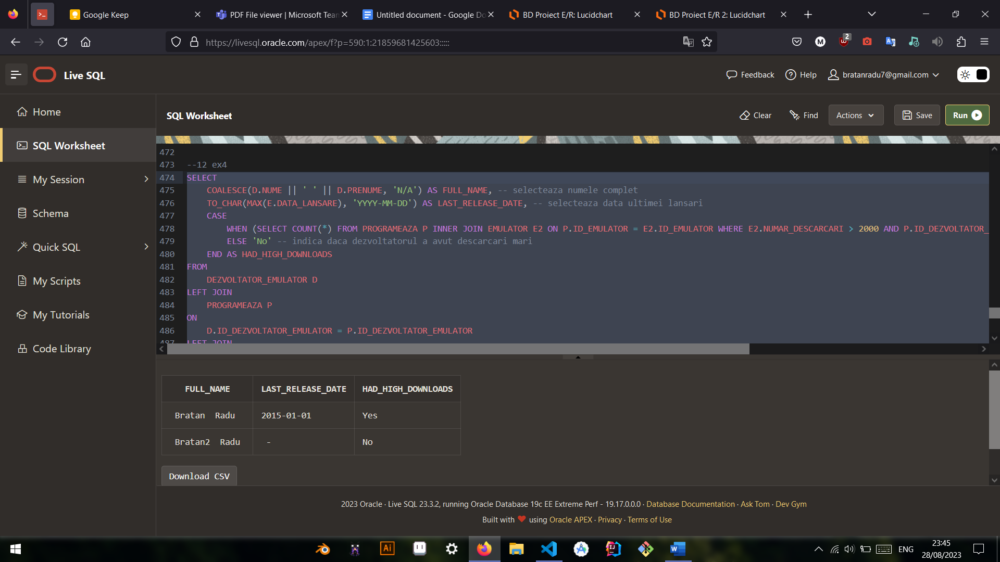 Google Keep
PDF File viewer | Microsoft Tean
Untitled document - Google Do
BD Proiect E/R: Lucidchart
BD Proiect E/R 2: Lucidchart
https://livesql.oracle.com/apex/f?p=590:1:21859681425603:::::
M
2
Live SQL
Feedback
Help
bratanradu7@gmail.com
Home
SQL Worksheet
My Session
Schema
Quick SQL
My Scripts
My Tutorials
Code Library
SQL Worksheet
Clear
Find
Actions
Save
Run
472
473 --12 ex4
474 SELECT
475 COALESCE(D.NUME || ' ' || D.PRENUME, 'N/A') AS FULL_NAME, -- selecteaza numele complet
476 TO_CHAR(MAX(E.DATA_LANSARE), 'YYYY-MM-DD') AS LAST_RELEASE_DATE, -- selecteaza data ultimei lansari
477 CASE
478 WHEN (SELECT COUNT(*) FROM PROGRAMEAZA P INNER JOIN EMULATOR E2 ON P.ID_EMULATOR = E2.ID_EMULATOR WHERE E2.NUMAR_DESCARCARI > 2000 AND P.ID_DEZVOLTATOR_
479 ELSE 'No' -- indica daca dezvoltatorul a avut descarcari mari
480 END AS HAD_HIGH_DOWNLOADS
481 FROM
482 DEZVOLTATOR_EMULATOR D
483 LEFT JOIN
484 PROGRAMEAZA P
485 ON
486 D.ID_DEZVOLTATOR_EMULATOR = P.ID_DEZVOLTATOR_EMULATOR
487 LEFT JOIN
FULL_NAME LAST_RELEASE_DATE HAD_HIGH_DOWNLOADS
Bratan Radu 2015-01-01 Yes
Bratan2 Radu - No
Download CSV
2023 Oracle · Live SQL 23.3.2, running Oracle Database 19c EE Extreme Perf - 19.17.0.0.0 · Database Documentation · Ask Tom · Dev Gym
Built with ❤ using Oracle APEX · Privacy · Terms of Use
Ai
IJ
W
ENG
23:45
28/08/2023